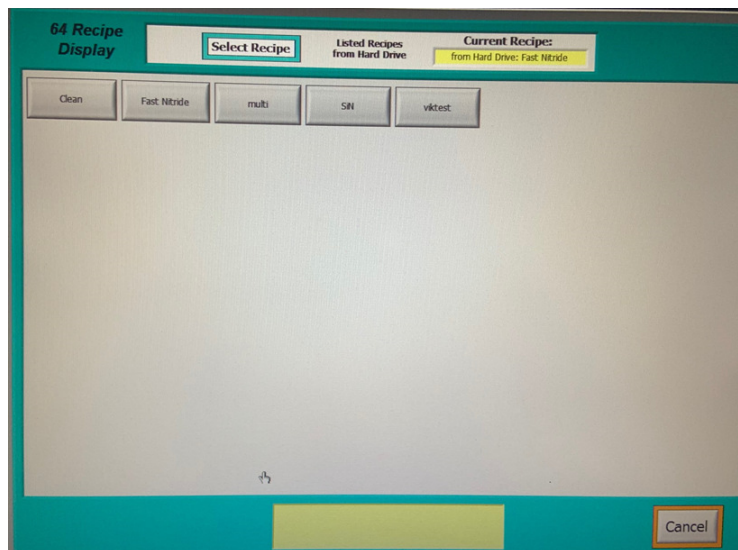 64 Recipe
Display
Select Recipe
Listed Recipes
from Hard Drive
Current Recipe:
from Hard Drive: Fast Nitride
Clean
Fast Nitride
multi
SiN
viktest
Cancel